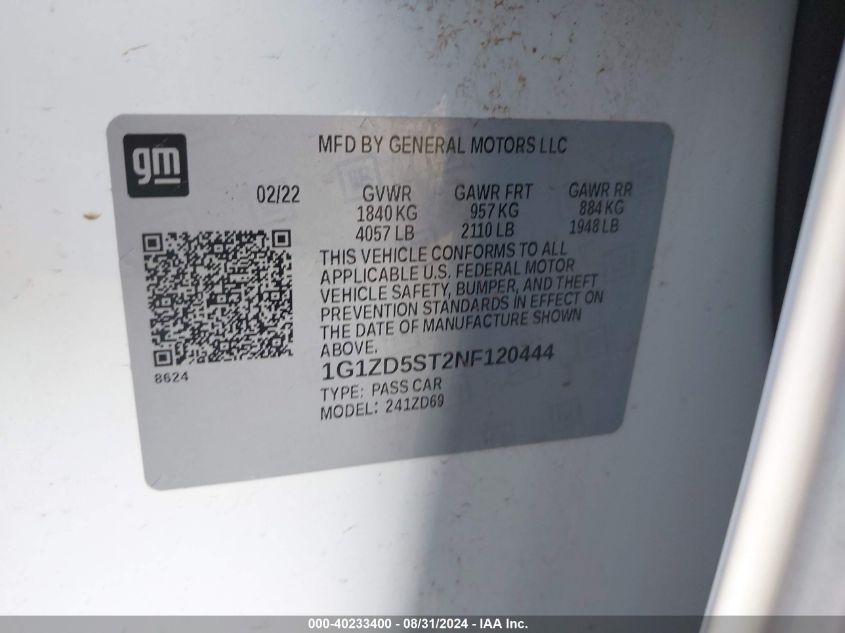 gm
MFD BY GENERAL MOTORS LLC
02/22 GVWR GAWR FRT GAWR RR
1840 KG 957 KG 884 KG
4057 LB 2110 LB 1948 LB
THIS VEHICLE CONFORMS TO ALL
APPLICABLE U.S. FEDERAL MOTOR
VEHICLE SAFETY, BUMPER, AND THEFT
PREVENTION STANDARDS IN EFFECT ON
THE DATE OF MANUFACTURE SHOWN
ABOVE.
8624
1G1ZD5ST2NF120444
TYPE: PASS CAR
MODEL: 241ZD69
000-40233400 - 08/31/2024 - IAA Inc.